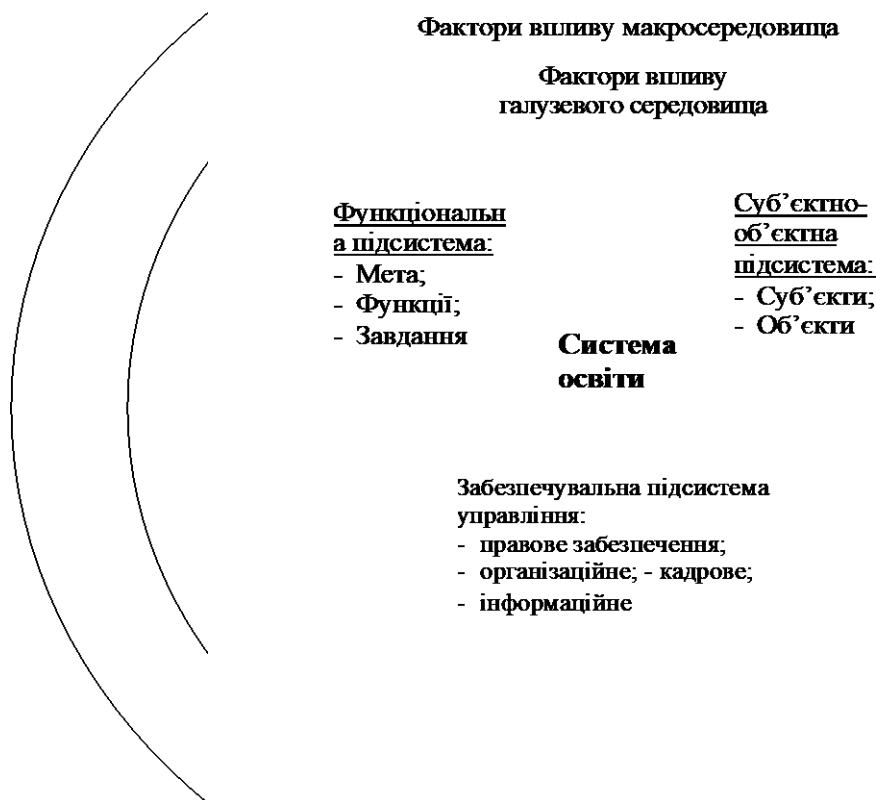 Фактори впливу макросередовища
Фактори впливу
галузевого середовища
Функціональн
а підсистема:
- Мета;
- Функції;
- Завдання
Суб’єктно-
об’єктна
підсистема:
- Суб’єкти;
- Об’єкти
Система
освіти
Забезпечувальна підсистема
управління:
- правове забезпечення;
- організаційне; - кадрове;
- інформаційне